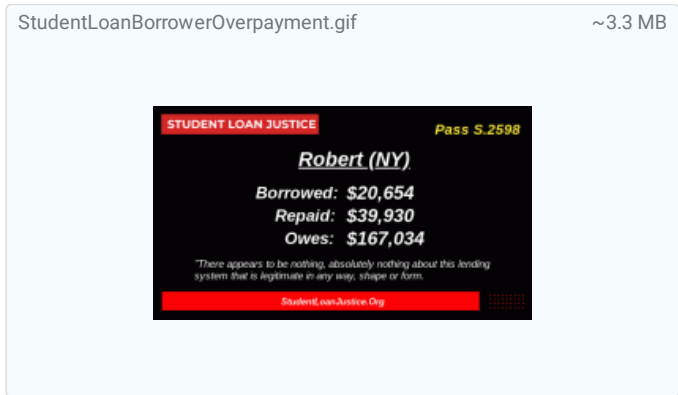 StudentLoanBorrowerOverpayment.gif ~3.3 MB
STUDENT LOAN JUSTICE
Pass S.2598
Robert (NY)
Borrowed: $20,654
Repaid: $39,930
Owes: $167,034
"There appears to be nothing, absolutely nothing about this lending
system that is legitimate in any way, shape or form.
StudentLoanJustice.Org